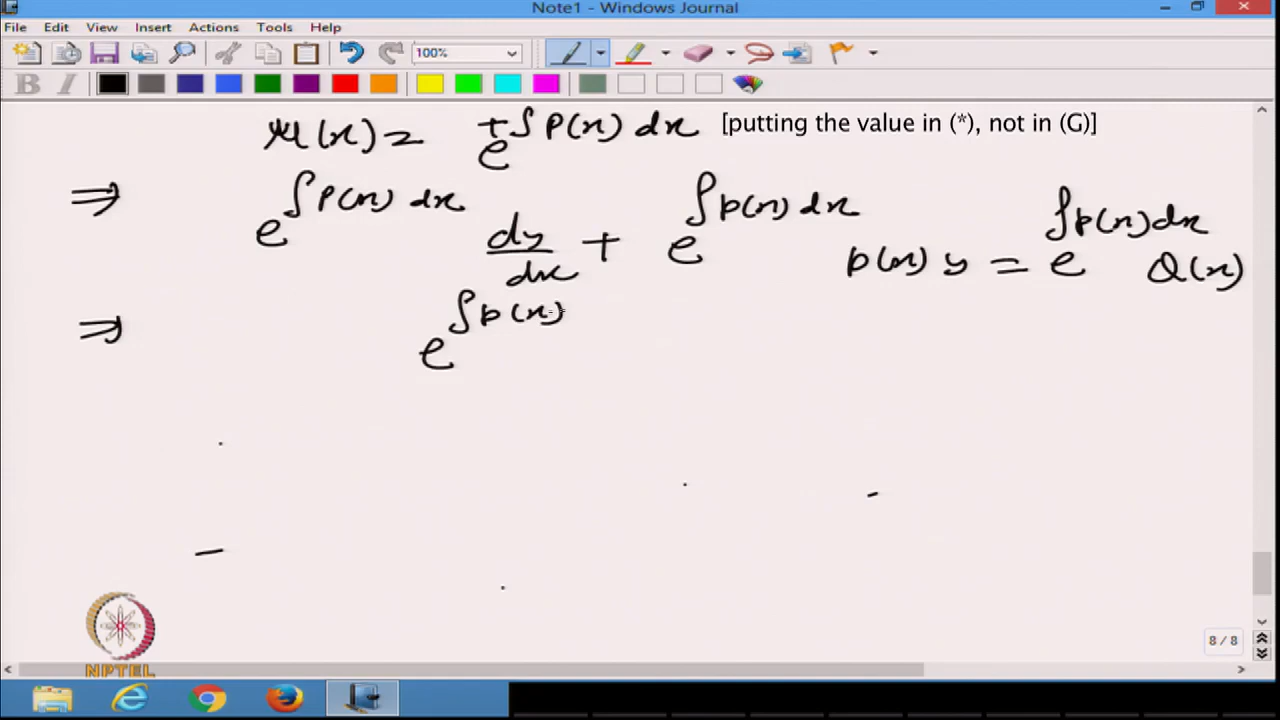 Note1 - Windows Journal
File Edit View Insert Actions Tools Help
100%
B I
μ(x) = e^{+∫P(x) dx} [putting the value in (*), not in (G)]
⇒ e^{∫P(x) dx} dy/dx + e^{∫p(x) dx} p(x) y = e^{∫p(x) dx} Q(x)
⇒ e^{∫p(x)}
8 / 8
NPTEL